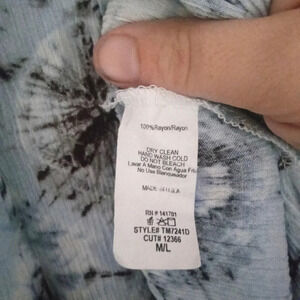 100%Rayon/Rayon
DRY CLEAN
HAND WASH COLD
DO NOT BLEACH
Lavar A Mano Con Agua Fria
No Use Blanqueador
MADE
RN# 141781
STYLE# TM7241D
CUT# 12366
M/L